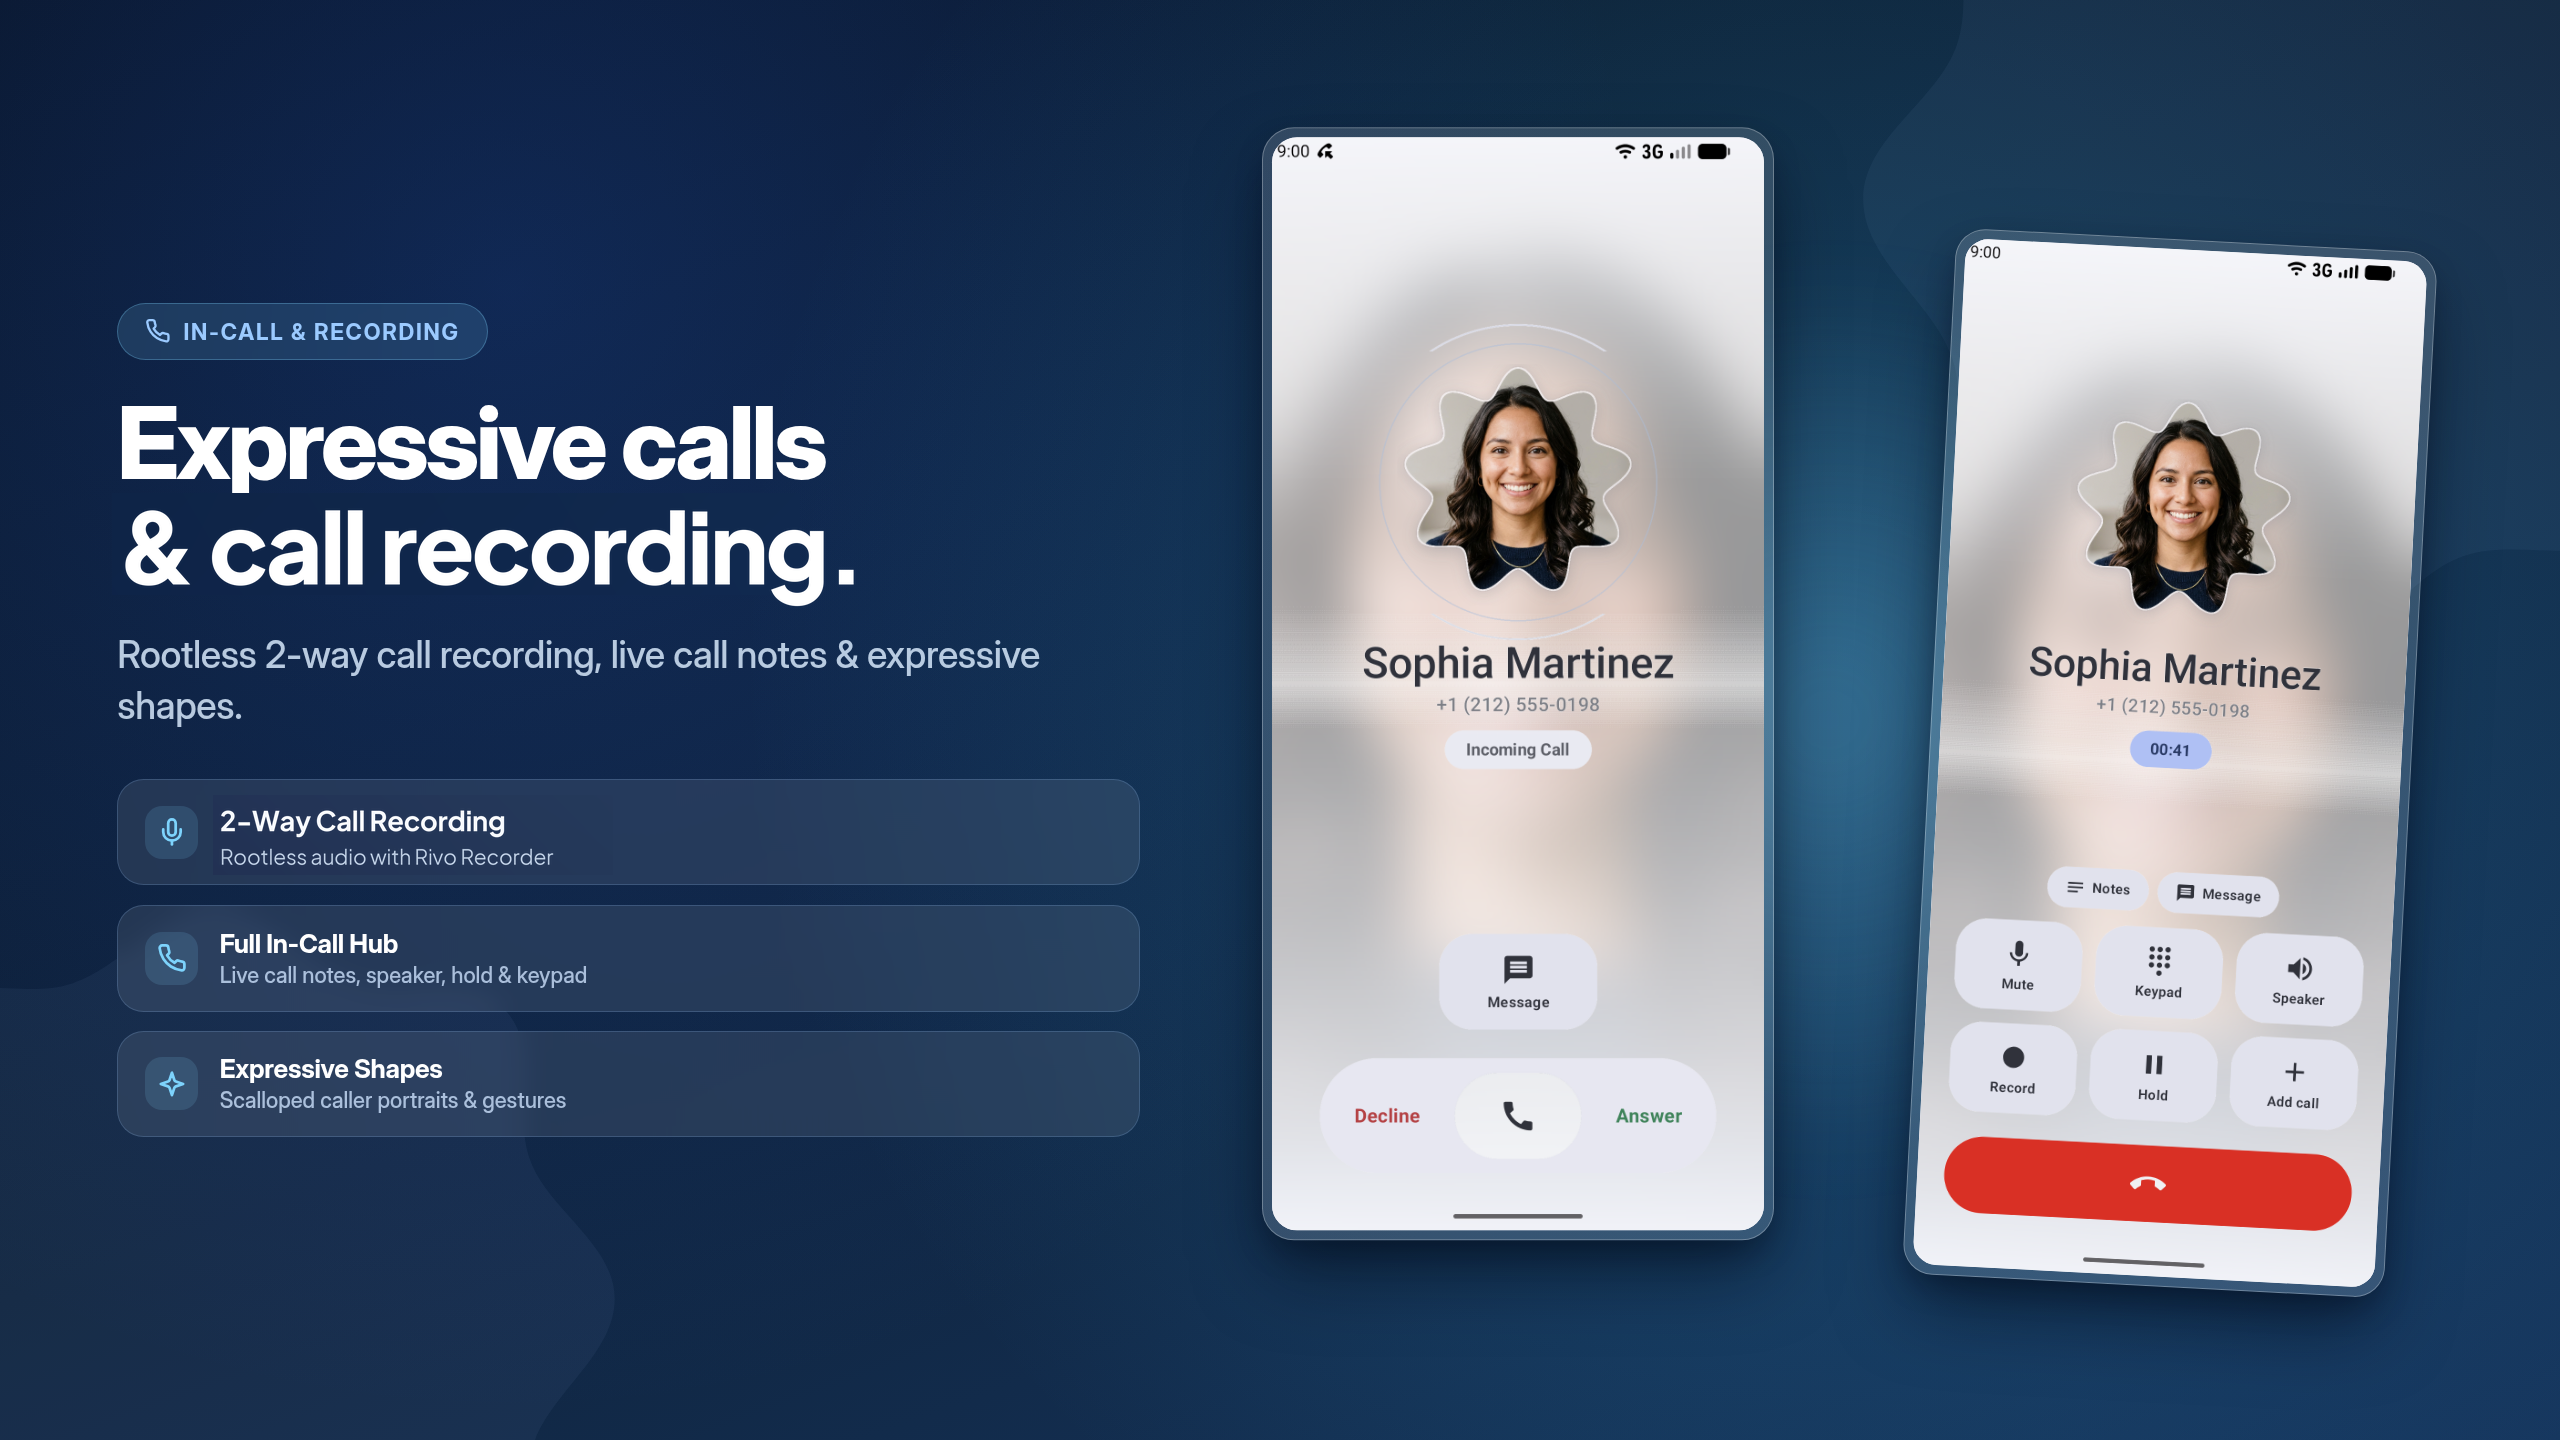 IN-CALL & RECORDING
Expressive calls
& call recording.
Rootless 2-way call recording, live call notes & expressive
shapes.
2-Way Call Recording
Rootless audio with Rivo Recorder
Full In-Call Hub
Live call notes, speaker, hold & keypad
Expressive Shapes
Scalloped caller portraits & gestures
9:00 3G
Sophia Martinez
+1 (212) 555-0198
Incoming Call
Message
Decline Answer
9:00 3G
Sophia Martinez
+1 (212) 555-0198
00:41
Notes Message
Mute Keypad Speaker
Record Hold Add call